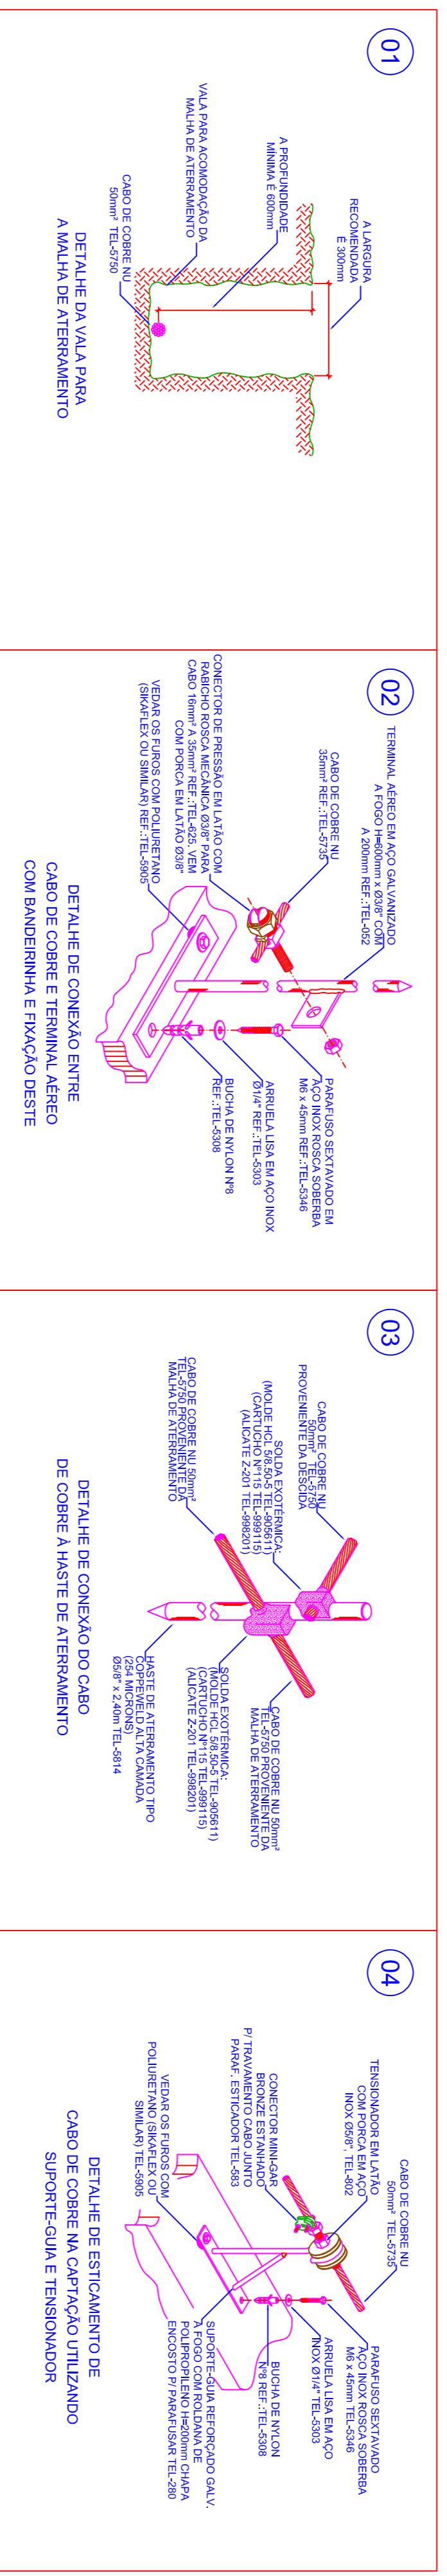 01
A LARGURA
RECOMENDADA
É 300mm
A PROFUNDIDADE
MÍNIMA É 600mm
VALA PARA ACOMODAÇÃO DA
MALHA DE ATERRAMENTO
CABO DE COBRE NU
50mm² TEL-5750
DETALHE DA VALA PARA
A MALHA DE ATERRAMENTO
02
TERMINAL AÉREO EM AÇO GALVANIZADO
A FOGO H=600mm x Ø3/8" COM
A 200mm REF.:TEL-052
CABO DE COBRE NU
35mm² REF.:TEL-5735
CONECTOR DE PRESSÃO EM LATÃO COM
RABICHO ROSCA MECÂNICA Ø3/8" PARA
CABO 16mm² A 35mm² REF.:TEL-625. VEM
COM PORCA EM LATÃO Ø3/8"
VEDAR OS FUROS COM POLIURETANO
(SIKAFLEX OU SIMILAR) REF.:TEL-5905
PARAFUSO SEXTAVADO EM
AÇO INOX ROSCA SOBERBA
M6 x 45mm REF.:TEL-5346
ARRUELA LISA EM AÇO INOX
Ø1/4" REF.:TEL-5303
BUCHA DE NYLON Nº8
REF.:TEL-5308
DETALHE DE CONEXÃO ENTRE
CABO DE COBRE E TERMINAL AÉREO
COM BANDEIRINHA E FIXAÇÃO DESTE
03
CABO DE COBRE NU
50mm² TEL-5750
PROVENIENTE DA DESCIDA
SOLDA EXOTÉRMICA:
(MOLDE HCL 5/8.50-5 TEL-905611)
(CARTUCHO Nº115 TEL-999115)
(ALICATE Z-201 TEL-998201)
CABO DE COBRE NU 50mm²
TEL-5750 PROVENIENTE DA
MALHA DE ATERRAMENTO
CABO DE COBRE NU 50mm²
TEL-5750 PROVENIENTE DA
MALHA DE ATERRAMENTO
SOLDA EXOTÉRMICA:
(MOLDE HCL 5/8.50-5 TEL-905611)
(CARTUCHO Nº115 TEL-999115)
(ALICATE Z-201 TEL-998201)
HASTE DE ATERRAMENTO TIPO
COPPERWELD ALTA CAMADA
(254 MICRONS)
Ø5/8" X 2,40m TEL-5814
DETALHE DE CONEXÃO DO CABO
DE COBRE À HASTE DE ATERRAMENTO
04
CABO DE COBRE NU
50mm² TEL-5735
TENSIONADOR EM LATÃO
COM PORCA EM AÇO
INOX Ø5/8". TEL-802
CONECTOR MINI-GAR
BRONZE ESTANHADO
P/ TRAVAMENTO CABO JUNTO
PARAF. ESTICADOR TEL-583
VEDAR OS FUROS COM
POLIURETANO (SIKAFLEX OU
SIMILAR) TEL-5905
PARAFUSO SEXTAVADO
AÇO INOX ROSCA SOBERBA
M6 x 45mm TEL-5346
ARRUELA LISA EM AÇO
INOX Ø1/4" TEL-5303
BUCHA DE NYLON
Nº8 REF.:TEL-5308
SUPORTE-GUIA REFORÇADO GALV.
A FOGO COM ROLDANA DE
POLIPROPILENO H=200mm CHAPA
ENCOSTO P/ PARAFUSAR TEL-280
DETALHE DE ESTICAMENTO DE
CABO DE COBRE NA CAPTAÇÃO UTILIZANDO
SUPORTE-GUIA E TENSIONADOR